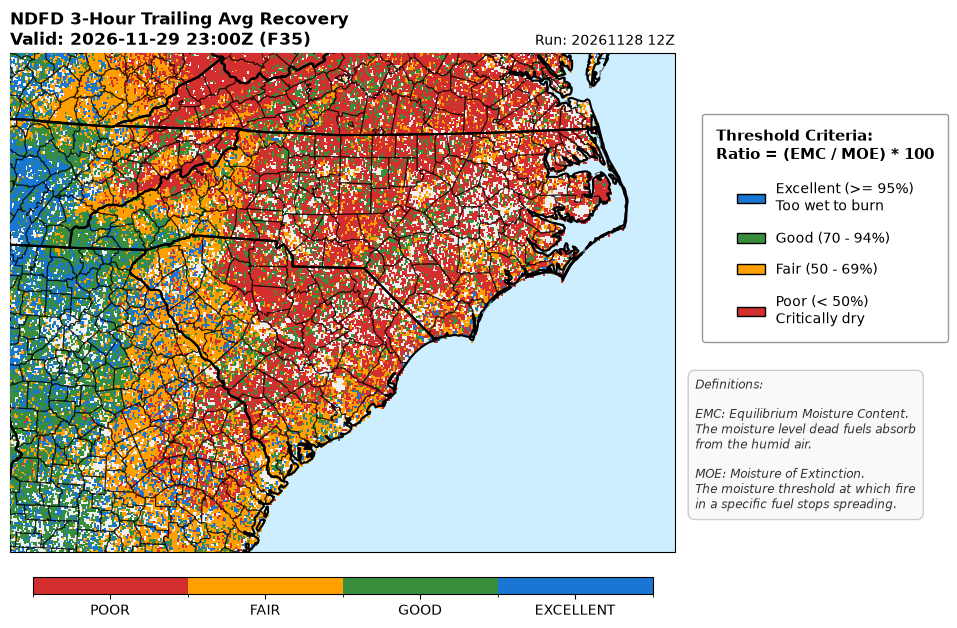 NDFD 3-Hour Trailing Avg Recovery
Valid: 2026-11-29 23:00Z (F35)
Run: 20261128 12Z
Threshold Criteria:
Ratio = (EMC / MOE) * 100
Excellent (>= 95%)
Too wet to burn
Good (70 - 94%)
Fair (50 - 69%)
Poor (< 50%)
Critically dry
Definitions:
EMC: Equilibrium Moisture Content.
The moisture level dead fuels absorb
from the humid air.
MOE: Moisture of Extinction.
The moisture threshold at which fire
in a specific fuel stops spreading.
POOR
FAIR
GOOD
EXCELLENT